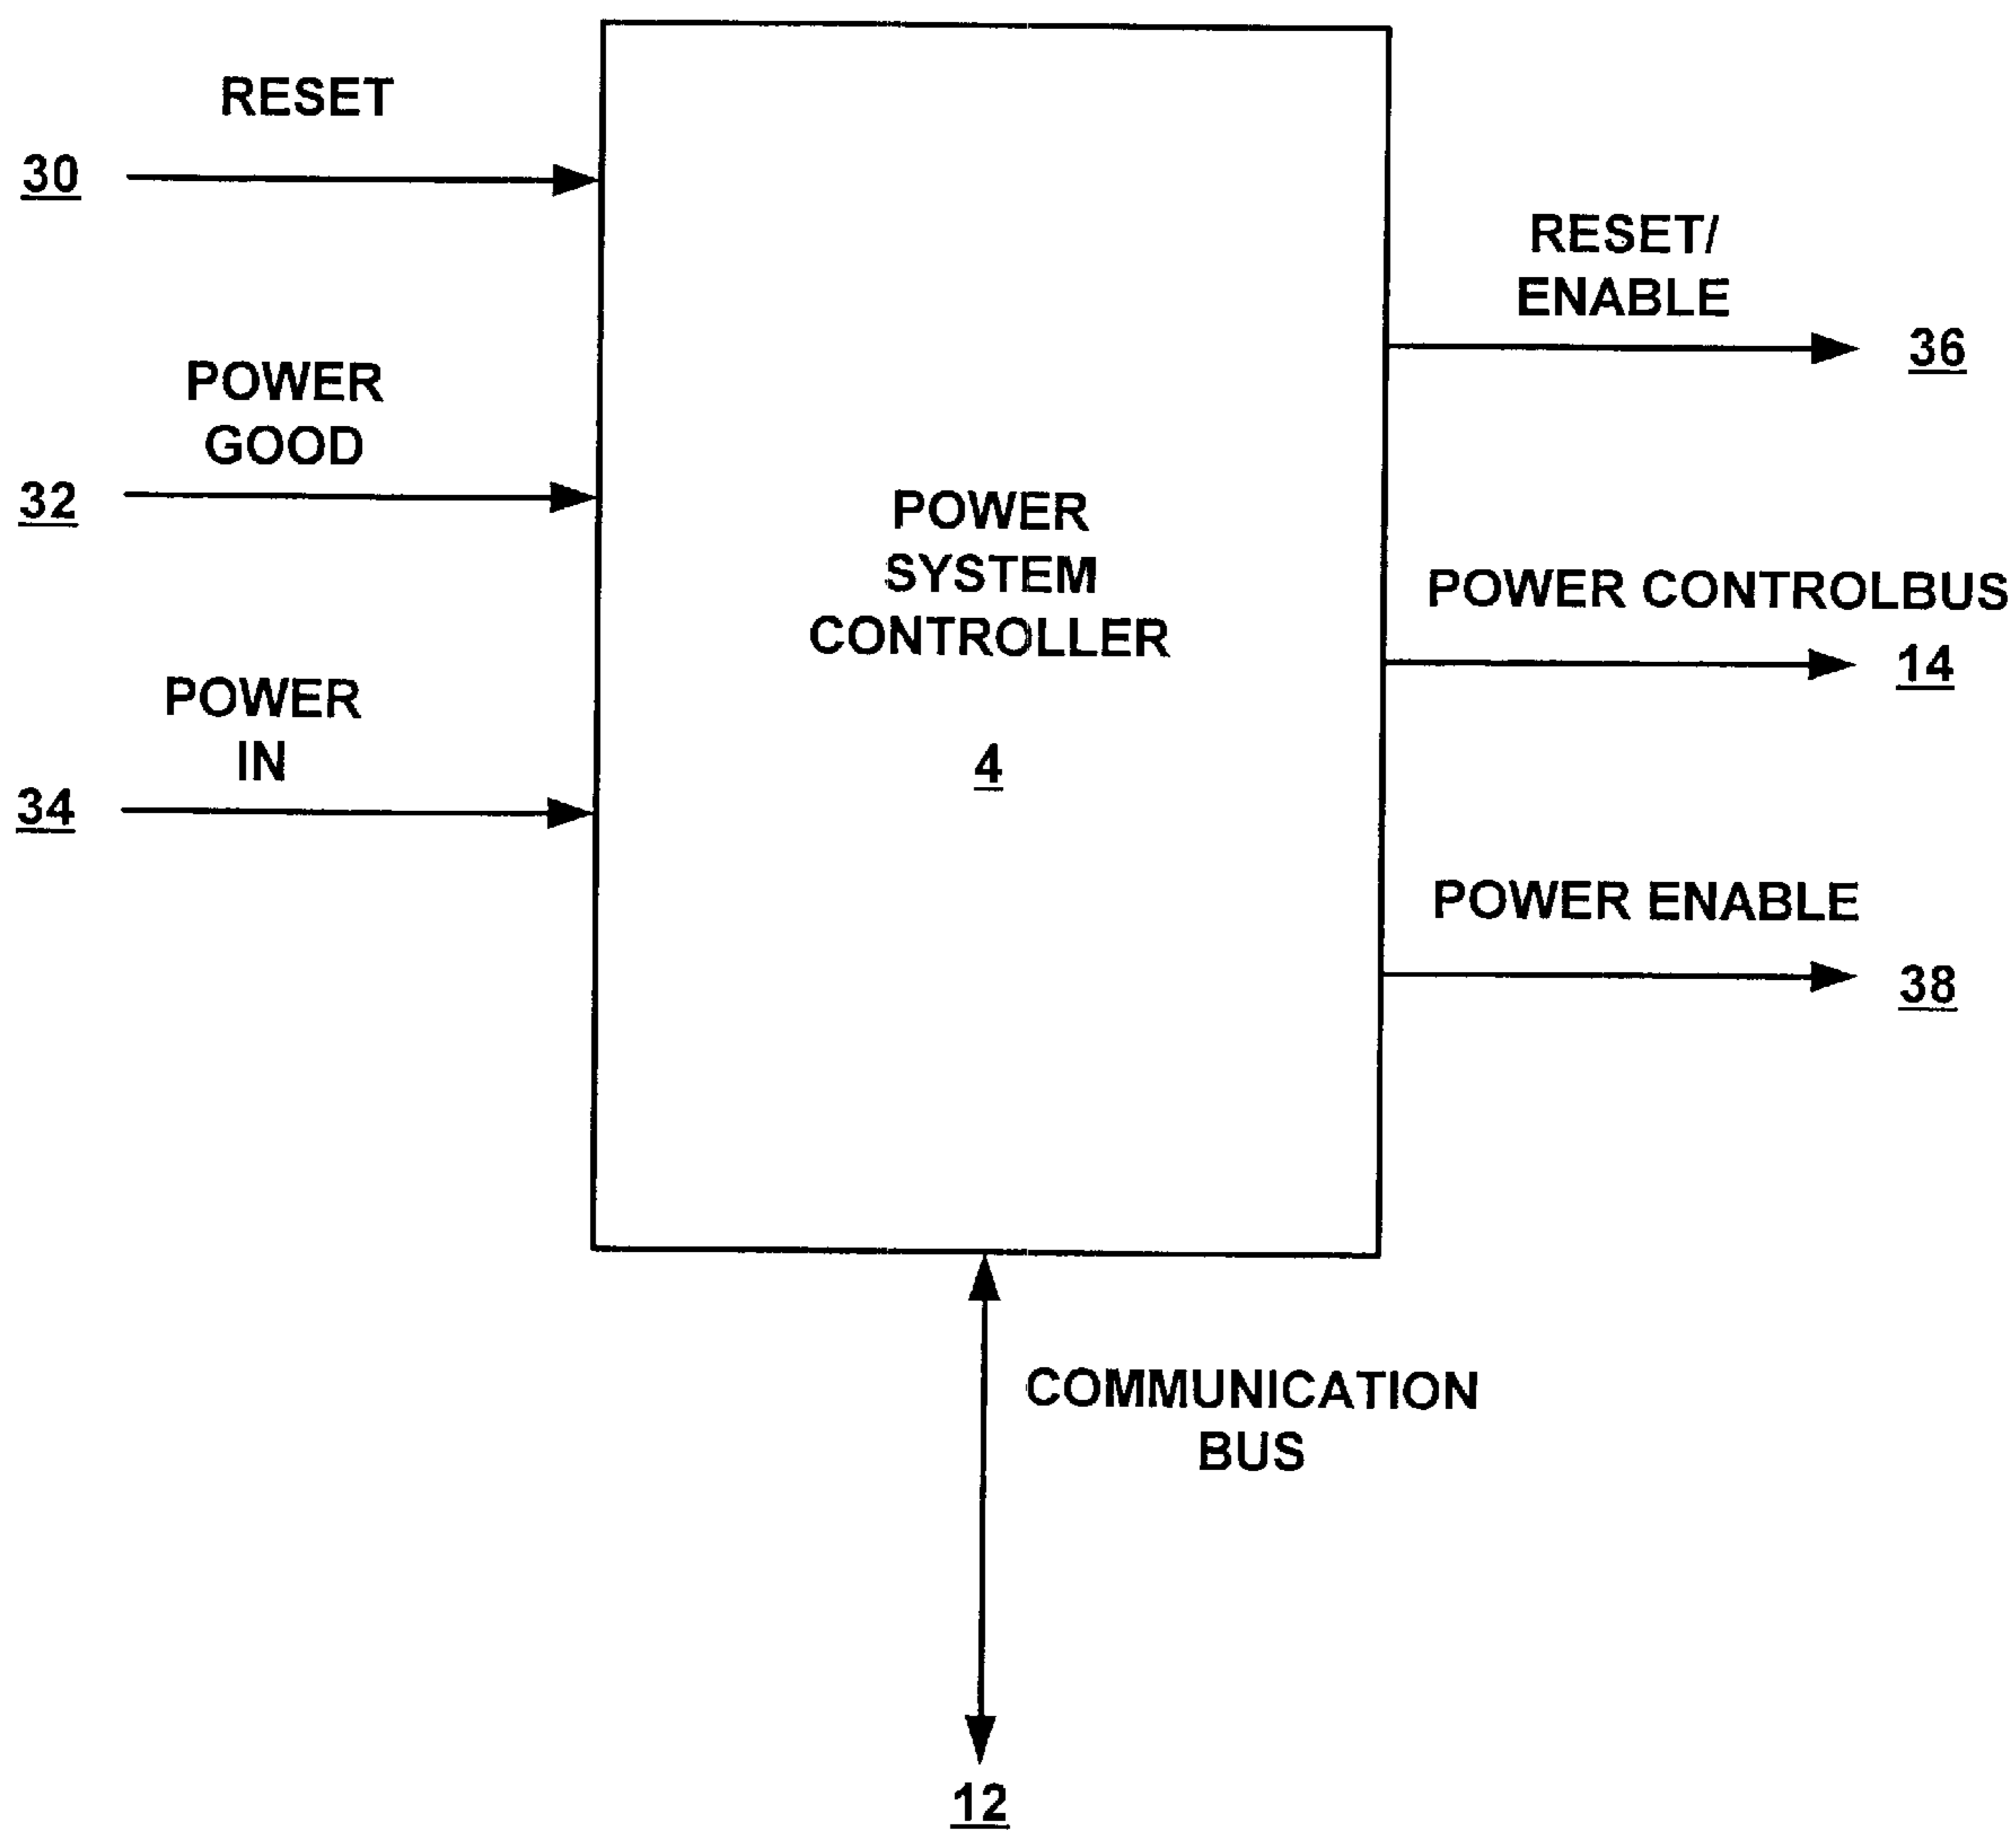 RESET
30
POWER
GOOD
32
POWER
IN
34
POWER
SYSTEM
CONTROLLER
4
RESET/
ENABLE
36
POWER CONTROLBUS
14
POWER ENABLE
38
COMMUNICATION
BUS
12